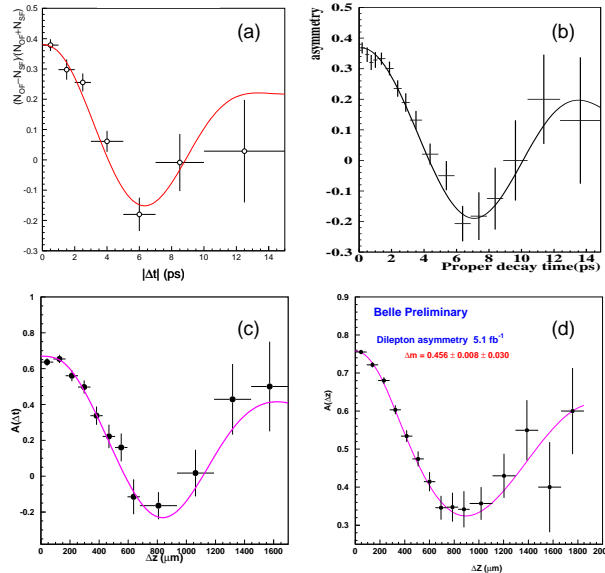 (a)
(N_OF−N_SF)/(N_OF+N_SF)
0.5
0.4
0.3
0.2
0.1
0
-0.1
-0.2
-0.3
0 2 4 6 8 10 12 14
|Δt| (ps)
(b)
asymmetry
0.5
0.4
0.3
0.2
0.1
0
-0.1
-0.2
-0.3
0 2 4 6 8 10 12 14
Proper decay time(ps)
(c)
A(Δt)
1
0.8
0.6
0.4
0.2
0
-0.2
0 200 400 600 800 1000 1200 1400 1600
Δz (μm)
(d)
Belle Preliminary
Dilepton asymmetry 5.1 fb⁻¹
Δm = 0.456 ± 0.008 ± 0.030
A(Δz)
0.9
0.8
0.7
0.6
0.5
0.4
0.3
0 200 400 600 800 1000 1200 1400 1600 1800 2000
ΔZ (μm)